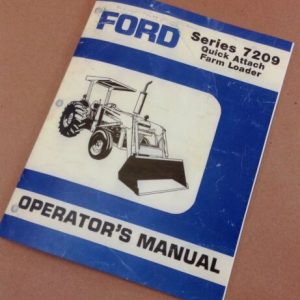 FORD
Series 7209
Quick Attach
Farm Loader
OPERATOR'S MANUAL